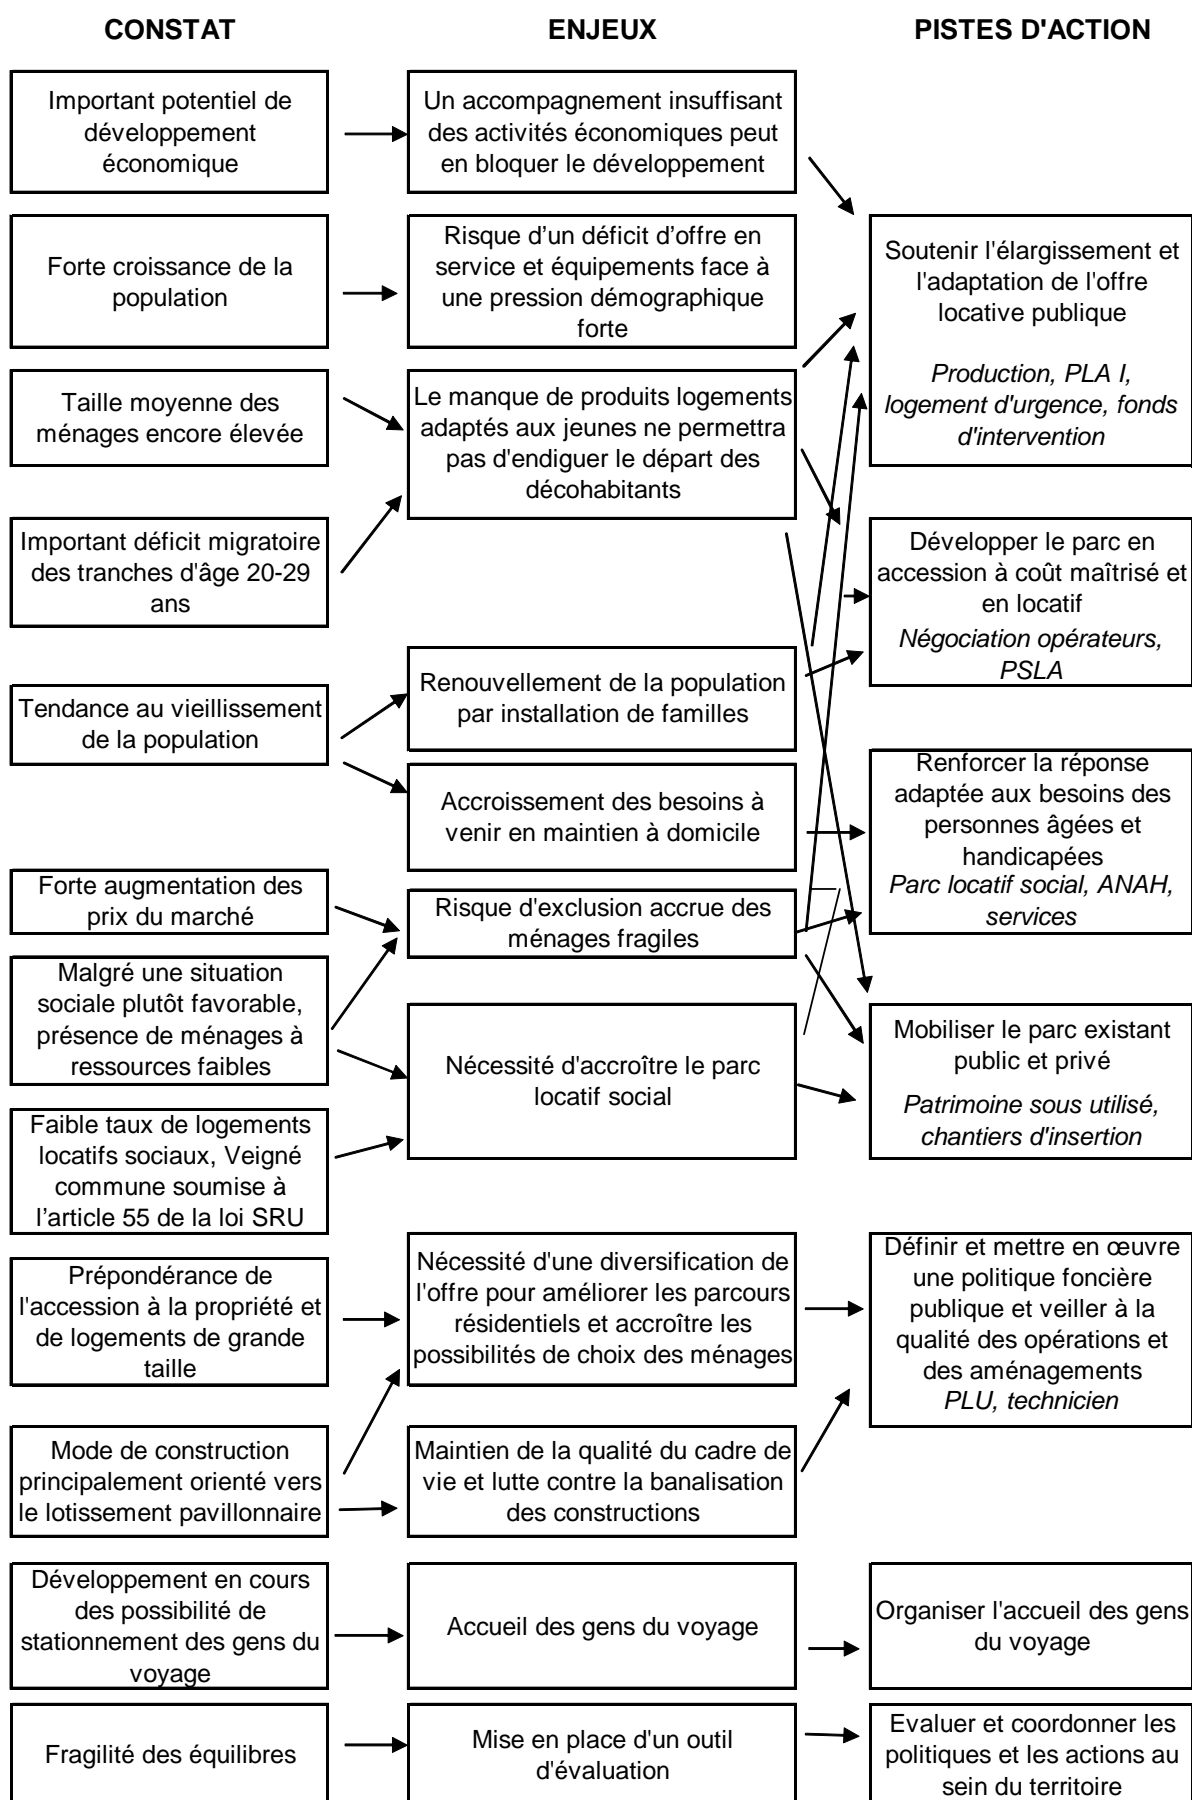 CONSTAT
ENJEUX
PISTES D'ACTION
Important potentiel de
développement
économique
Un accompagnement insuffisant
des activités économiques peut
en bloquer le développement
Forte croissance de la
population
Risque d’un déficit d’offre en
service et équipements face à
une pression démographique
forte
Soutenir l'élargissement et
l'adaptation de l'offre
locative publique
Production, PLA I,
logement d'urgence, fonds
d'intervention
Taille moyenne des
ménages encore élevée
Le manque de produits logements
adaptés aux jeunes ne permettra
pas d'endiguer le départ des
décohabitants
Important déficit migratoire
des tranches d'âge 20-29
ans
Développer le parc en
accession à coût maîtrisé et
en locatif
Négociation opérateurs,
PSLA
Tendance au vieillissement
de la population
Renouvellement de la population
par installation de familles
Accroissement des besoins à
venir en maintien à domicile
Renforcer la réponse
adaptée aux besoins des
personnes âgées et
handicapées
Parc locatif social, ANAH,
services
Forte augmentation des
prix du marché
Risque d'exclusion accrue des
ménages fragiles
Malgré une situation
sociale plutôt favorable,
présence de ménages à
ressources faibles
Nécessité d'accroître le parc
locatif social
Mobiliser le parc existant
public et privé
Patrimoine sous utilisé,
chantiers d'insertion
Faible taux de logements
locatifs sociaux, Veigné
commune soumise à
l’article 55 de la loi SRU
Prépondérance de
l'accession à la propriété et
de logements de grande
taille
Nécessité d'une diversification de
l'offre pour améliorer les parcours
résidentiels et accroître les
possibilités de choix des ménages
Définir et mettre en œuvre
une politique foncière
publique et veiller à la
qualité des opérations et
des aménagements
PLU, technicien
Mode de construction
principalement orienté vers
le lotissement pavillonnaire
Maintien de la qualité du cadre de
vie et lutte contre la banalisation
des constructions
Développement en cours
des possibilité de
stationnement des gens du
voyage
Accueil des gens du voyage
Organiser l'accueil des gens
du voyage
Fragilité des équilibres
Mise en place d'un outil
d'évaluation
Evaluer et coordonner les
politiques et les actions au
sein du territoire